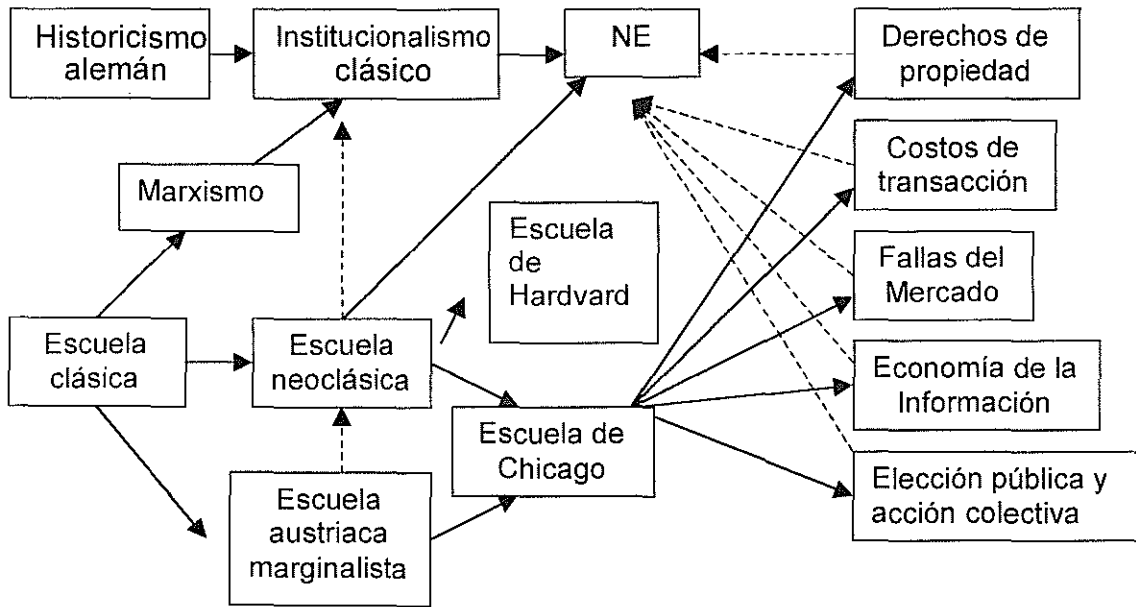 Historicismo
alemán
Institucionalismo
clásico
NE
Derechos de
propiedad
Marxismo
Costos de
transacción
Escuela
de
Hardvard
Fallas del
Mercado
Escuela
clásica
Escuela
neoclásica
Economía de la
Información
Escuela de
Chicago
Escuela
austriaca
marginalista
Elección pública y
acción colectiva